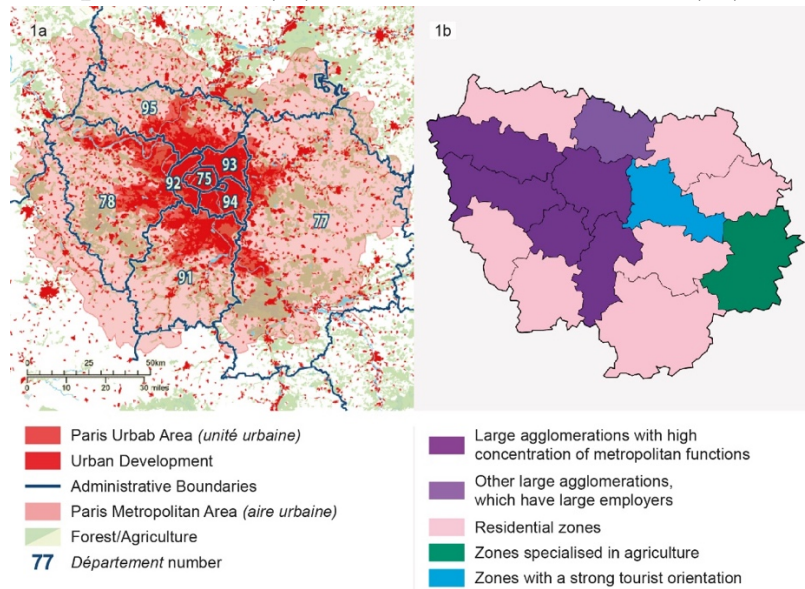 1a
95
93
92
75
94
78
77
91
0 25 50km
0 10 20 30 miles
1b
Paris Urbab Area (unité urbaine)
Urban Development
Administrative Boundaries
Paris Metropolitan Area (aire urbaine)
Forest/Agriculture
77 Département number
Large agglomerations with high
concentration of metropolitan functions
Other large agglomerations,
which have large employers
Residential zones
Zones specialised in agriculture
Zones with a strong tourist orientation